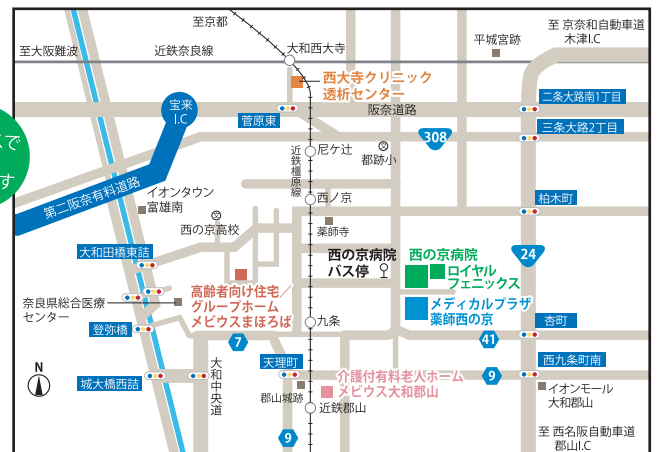 至京都
至 京奈和自動車道
木津I.C
平城宮跡
至大阪難波
近鉄奈良線
大和西大寺
西大寺クリニック
透析センター
二条大路南1丁目
宝来
I.C
阪奈道路
菅原東
三条大路2丁目
308
で
す
尼ケ辻
都跡小
近鉄橿原線
第二阪奈有料道路
イオンタウン
富雄南
西ノ京
柏木町
西の京高校
薬師寺
大和田橋東詰
西の京病院
バス停
西の京病院
ロイヤル
フェニックス
24
高齢者向け住宅/
グループホーム
メビウスまほろば
奈良県総合医療
センター
メディカルプラザ
薬師西の京
九条
登弥橋
杏町
7
41
天理町
西九条町南
N
城大橋西詰
大和中央道
郡山城跡
介護付有料老人ホーム
メビウス大和郡山
9
イオンモール
大和郡山
近鉄郡山
9
至 西名阪自動車道
郡山I.C